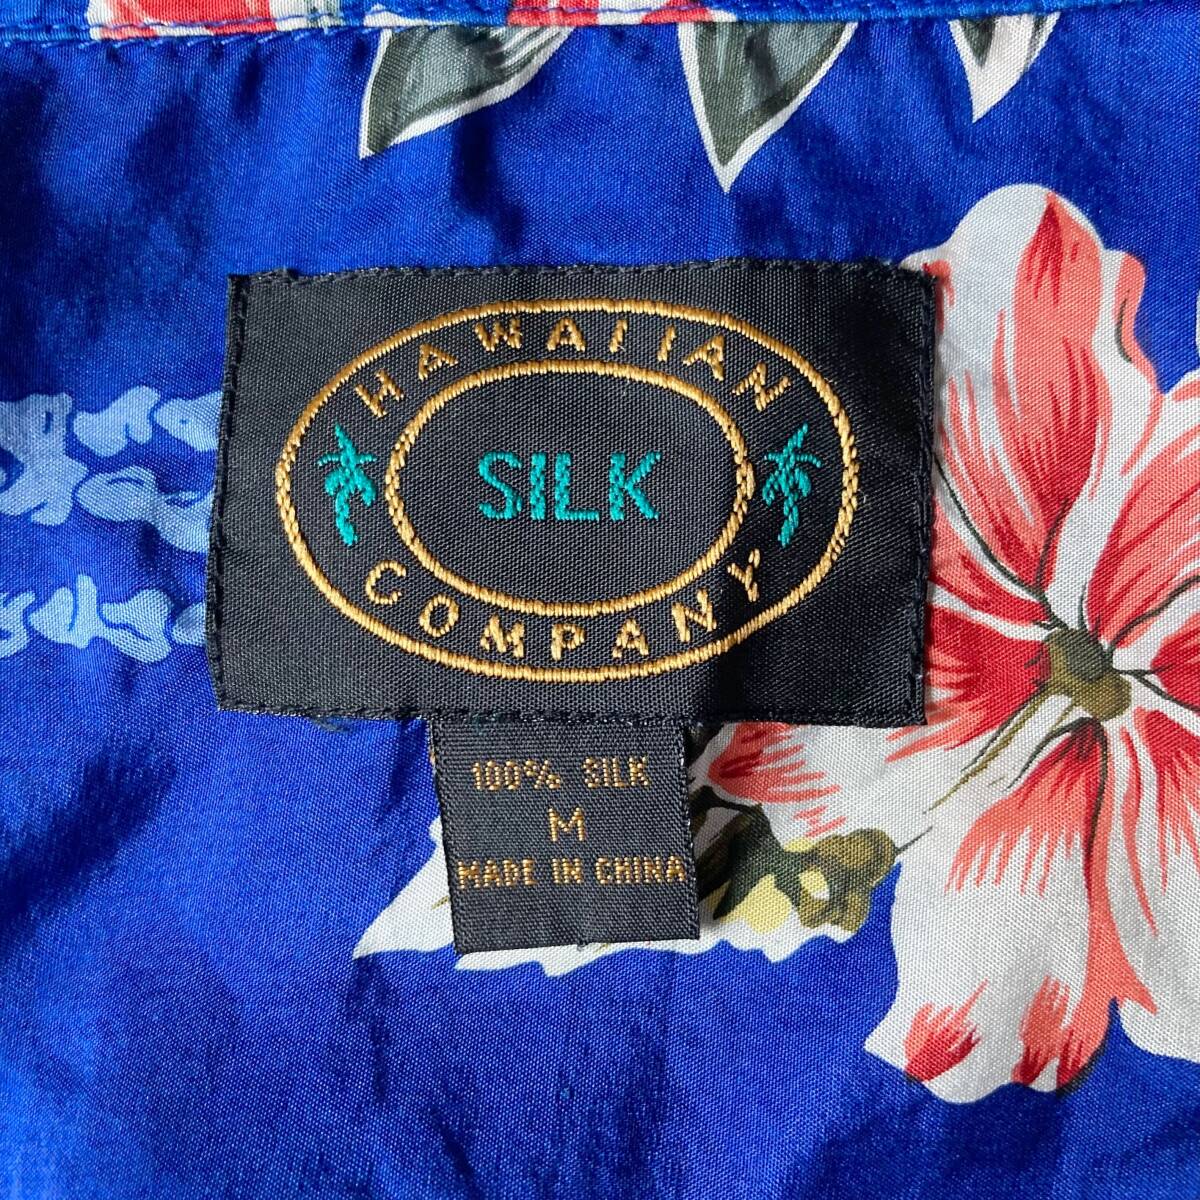 HAWAIIAN
SILK
COMPANY
100% SILK
M
MADE IN CHINA